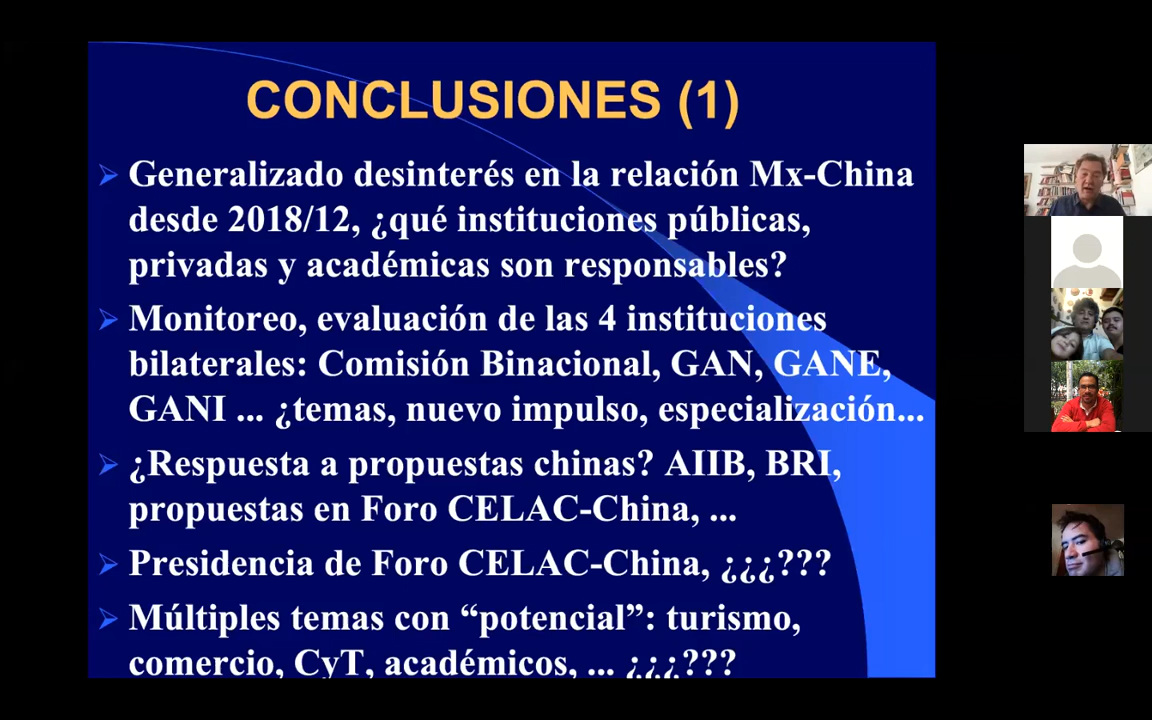 CONCLUSIONES (1)
Generalizado desinterés en la relación Mx-China
desde 2018/12, ¿qué instituciones públicas,
privadas y académicas son responsables?
Monitoreo, evaluación de las 4 instituciones
bilaterales: Comisión Binacional, GAN, GANE,
GANI ... ¿temas, nuevo impulso, especialización...
¿Respuesta a propuestas chinas? AIIB, BRI,
propuestas en Foro CELAC-China, ...
Presidencia de Foro CELAC-China, ¿¿¿???
Múltiples temas con “potencial”: turismo,
comercio, CyT, académicos, ... ¿¿¿???